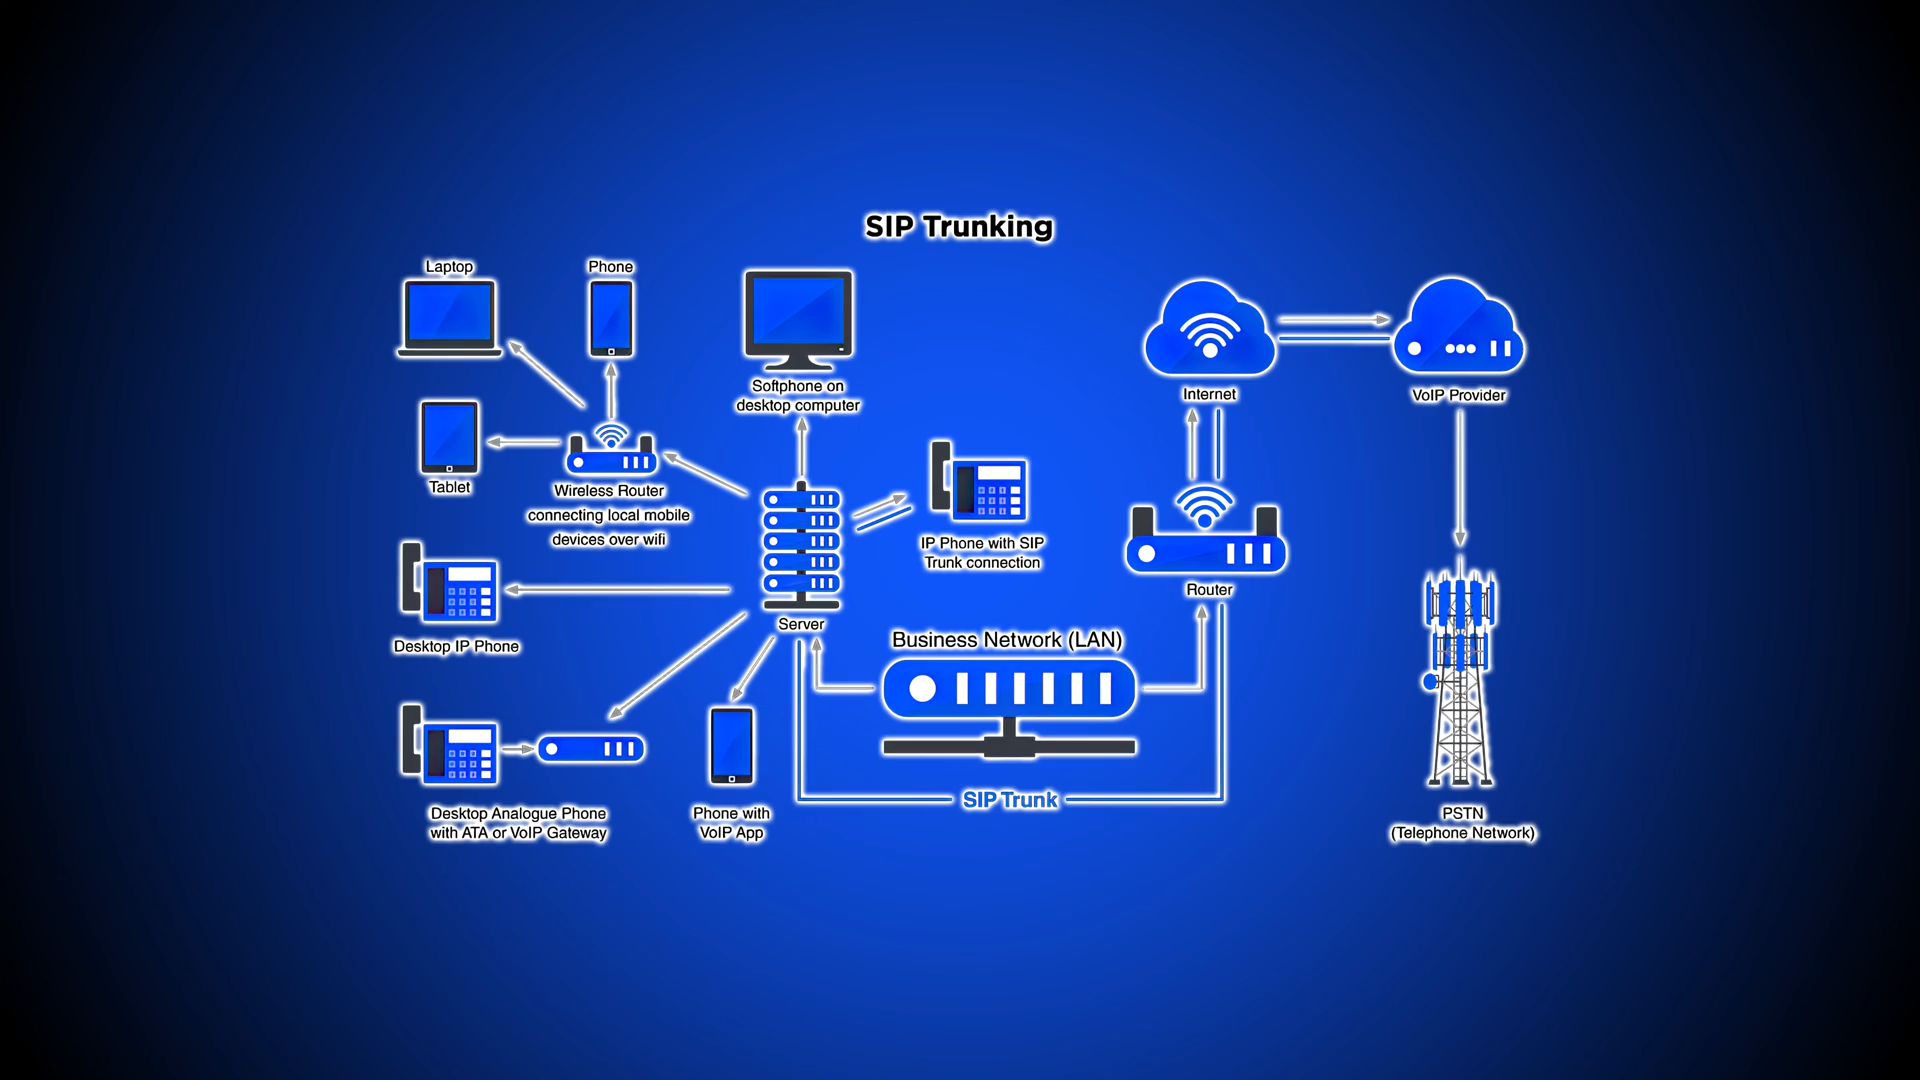 SIP Trunking
Laptop
Phone
Softphone on
desktop computer
Internet
VoIP Provider
Tablet
Wireless Router
connecting local mobile
devices over wifi
IP Phone with SIP
Trunk connection
Router
Server
Desktop IP Phone
Business Network (LAN)
SIP Trunk
Desktop Analogue Phone
with ATA or VoIP Gateway
Phone with
VoIP App
PSTN
(Telephone Network)